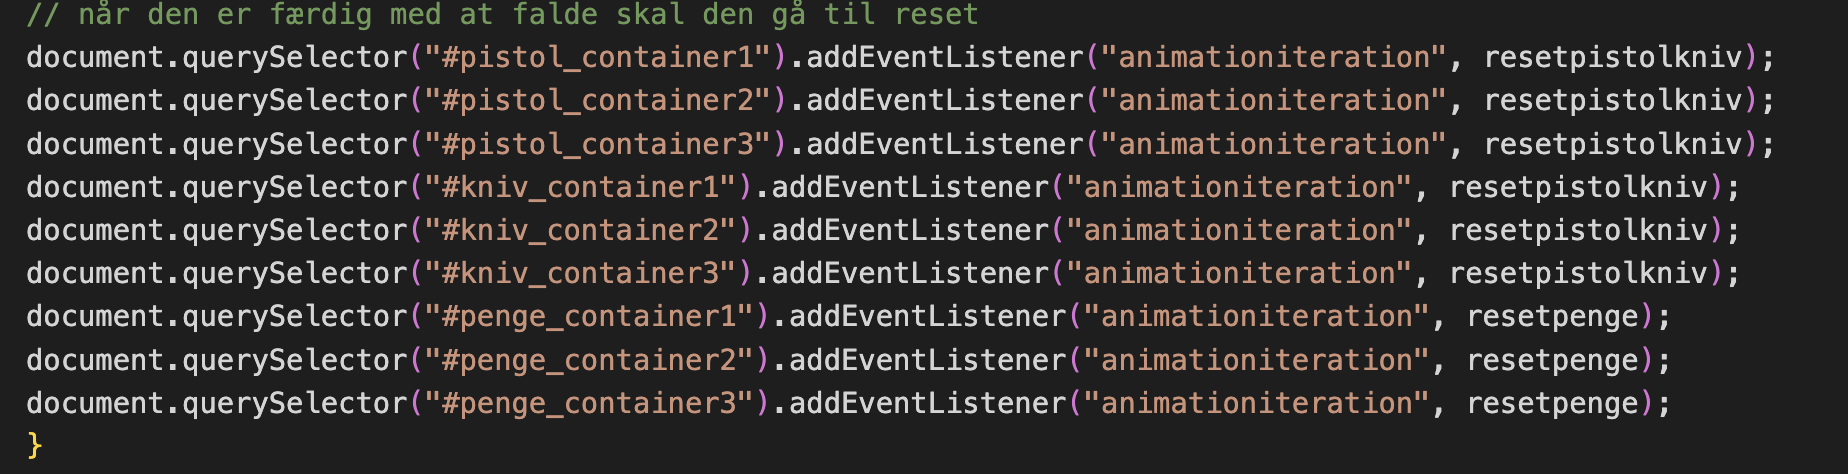 // når den er færdig med at falde skal den gå til reset
document.querySelector("#pistol_container1").addEventListener("animationiteration", resetpistolkniv);
document.querySelector("#pistol_container2").addEventListener("animationiteration", resetpistolkniv);
document.querySelector("#pistol_container3").addEventListener("animationiteration", resetpistolkniv);
document.querySelector("#kniv_container1").addEventListener("animationiteration", resetpistolkniv);
document.querySelector("#kniv_container2").addEventListener("animationiteration", resetpistolkniv);
document.querySelector("#kniv_container3").addEventListener("animationiteration", resetpistolkniv);
document.querySelector("#penge_container1").addEventListener("animationiteration", resetpenge);
document.querySelector("#penge_container2").addEventListener("animationiteration", resetpenge);
document.querySelector("#penge_container3").addEventListener("animationiteration", resetpenge);
}